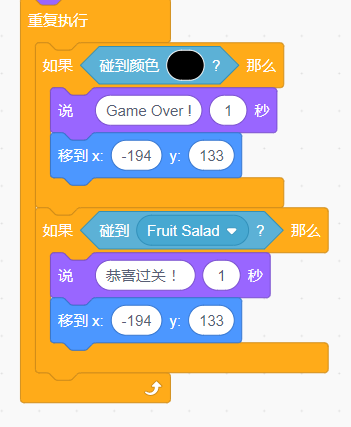 重复执行
如果 碰到颜色 ? 那么
说 Game Over ! 1 秒
移到 x: -194 y: 133
如果 碰到 Fruit Salad ? 那么
说 恭喜过关！ 1 秒
移到 x: -194 y: 133